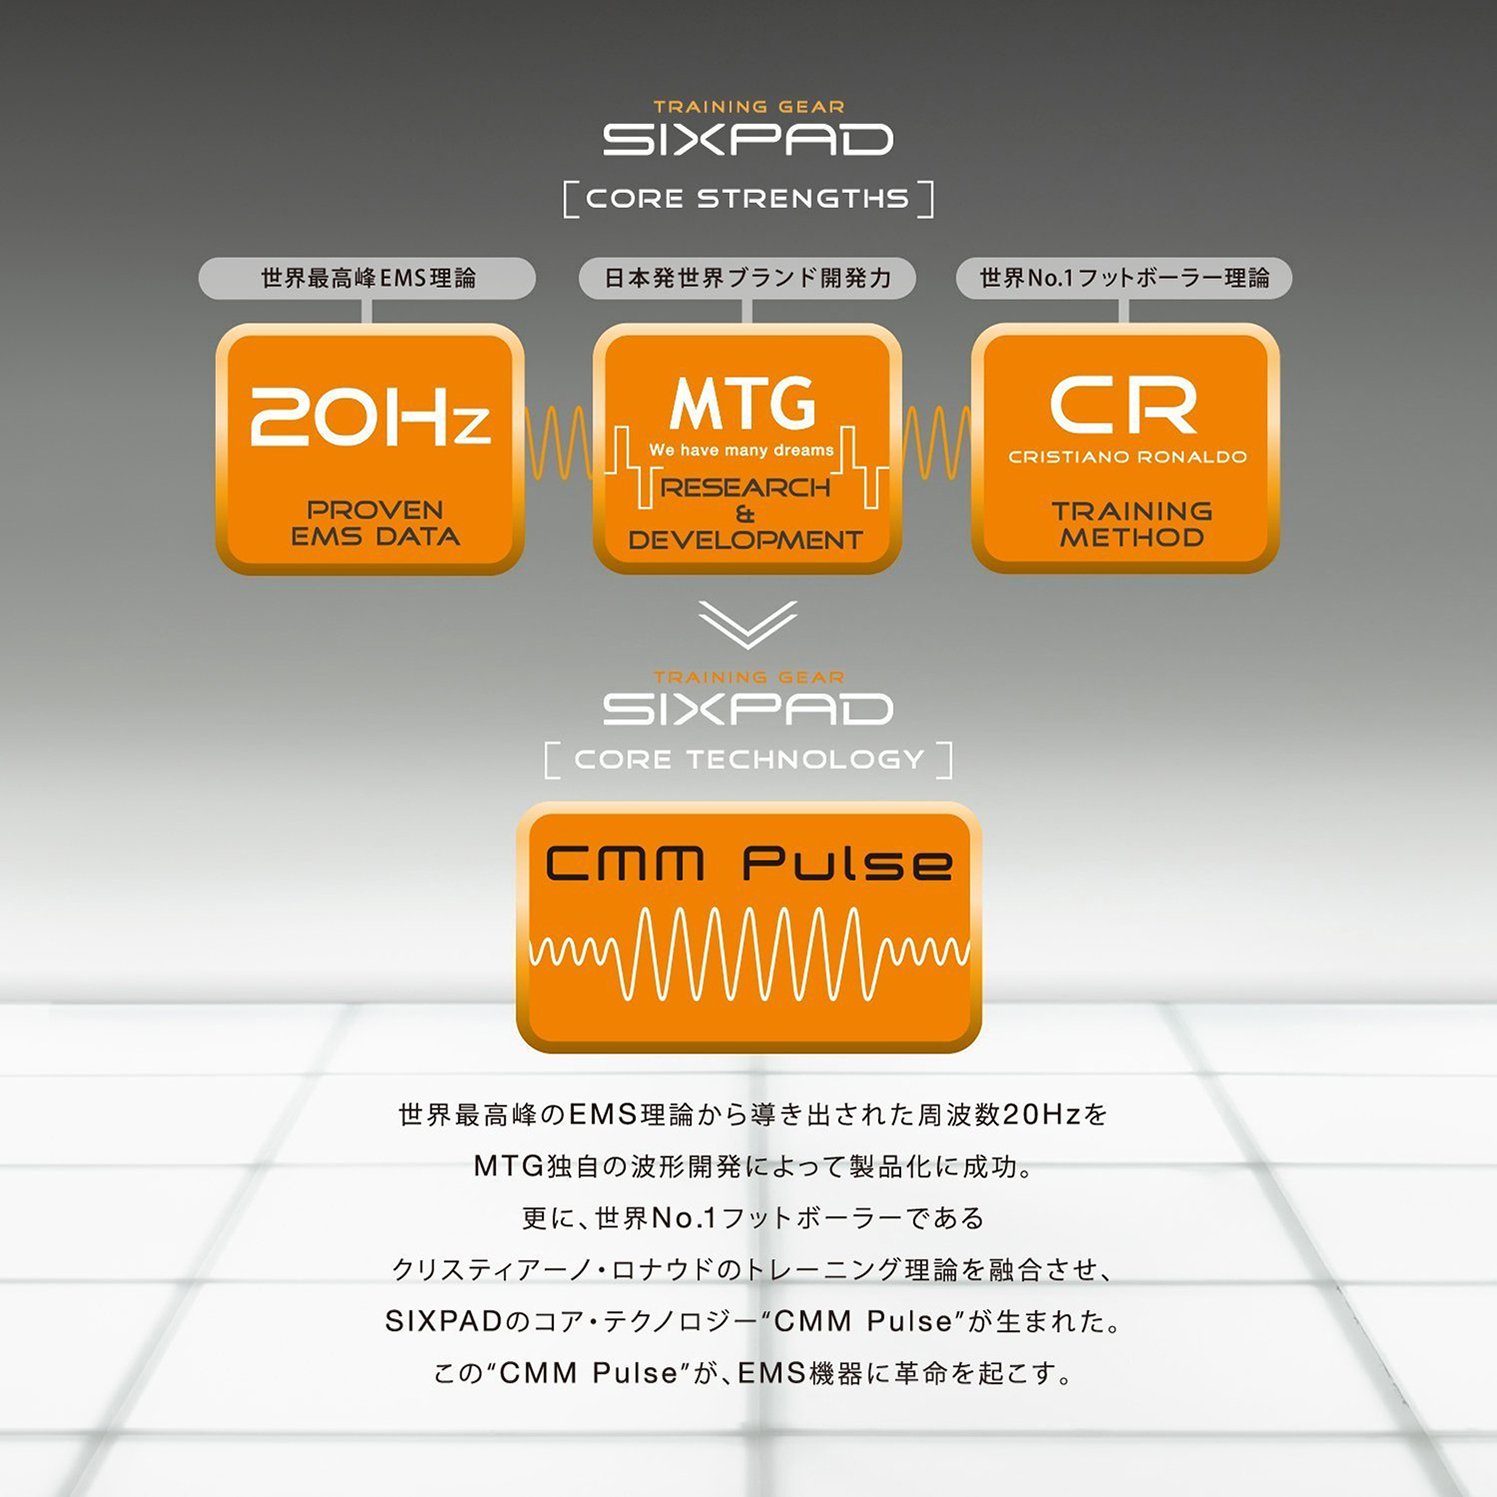 TRAINING GEAR
SIXPAD
[CORE STRENGTHS]
世界最高峰EMS理論
20Hz
PROVEN
EMS DATA
日本発世界ブランド開発力
MTG
We have many dreams
RESEARCH
&
DEVELOPMENT
世界No.1フットボーラー理論
CR
CRISTIANO RONALDO
TRAINING
METHOD
TRAINING GEAR
SIXPAD
[CORE TECHNOLOGY]
CMM Pulse
世界最高峰のEMS理論から導き出された周波数20Hzを
MTG独自の波形開発によって製品化に成功。
更に、世界No.1フットボーラーである
クリスティアーノ・ロナウドのトレーニング理論を融合させ、
SIXPADのコア・テクノロジー“CMM Pulse”が生まれた。
この“CMM Pulse”が、EMS機器に革命を起こす。